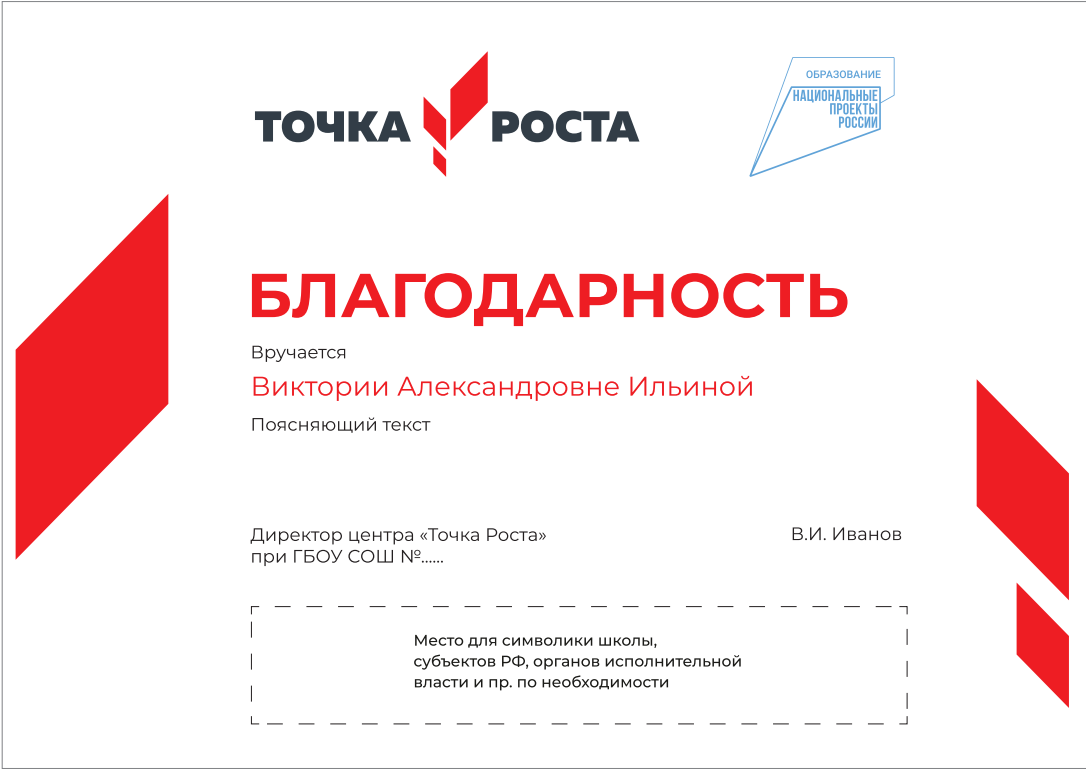 ТОЧКА РОСТА
ОБРАЗОВАНИЕ
НАЦИОНАЛЬНЫЕ
ПРОЕКТЫ
РОССИИ
БЛАГОДАРНОСТЬ
Вручается
Виктории Александровне Ильиной
Поясняющий текст
Директор центра «Точка Роста»
при ГБОУ СОШ №......
В.И. Иванов
Место для символики школы,
субъектов РФ, органов исполнительной
власти и пр. по необходимости